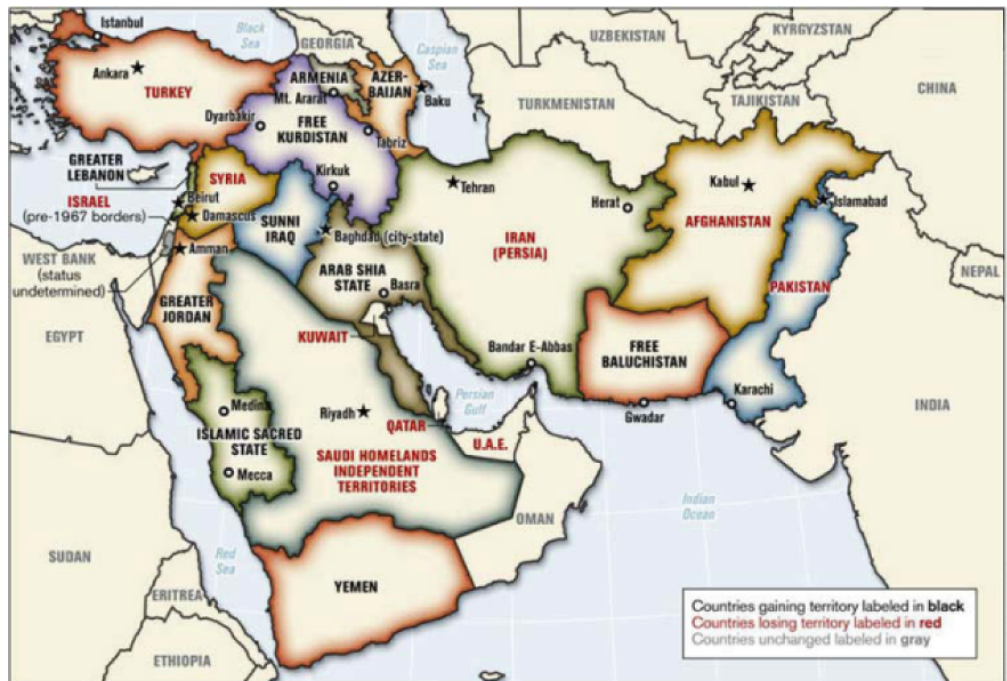 Istanbul
Black
Sea
GEORGIA
Caspian
Sea
UZBEKISTAN
KYRGYZSTAN
Ankara
TURKEY
ARMENIA
Mt. Ararat
AZER-
BAIJAN
Baku
TURKMENISTAN
TAJIKISTAN
CHINA
Dyarbakir
FREE
KURDISTAN
Tabriz
GREATER
LEBANON
SYRIA
Kirkuk
Tehran
Herat
Kabul
Islamabad
ISRAEL
(pre-1967 borders)
Beirut
Damascus
SUNNI
IRAQ
Baghdad (city-state)
IRAN
(PERSIA)
AFGHANISTAN
WEST BANK
(status
undetermined)
Amman
ARAB SHIA
STATE
Basra
PAKISTAN
NEPAL
GREATER
JORDAN
EGYPT
KUWAIT
Bandar E-Abbas
FREE
BALUCHISTAN
Karachi
Gwadar
INDIA
Persian
Gulf
Medina
ISLAMIC SACRED
STATE
Mecca
Riyadh
QATAR
U.A.E.
SAUDI HOMELANDS
INDEPENDENT
TERRITORIES
OMAN
Indian
Ocean
SUDAN
Red
Sea
YEMEN
ERITREA
ETHIOPIA
Countries gaining territory labeled in black
Countries losing territory labeled in red
Countries unchanged labeled in gray